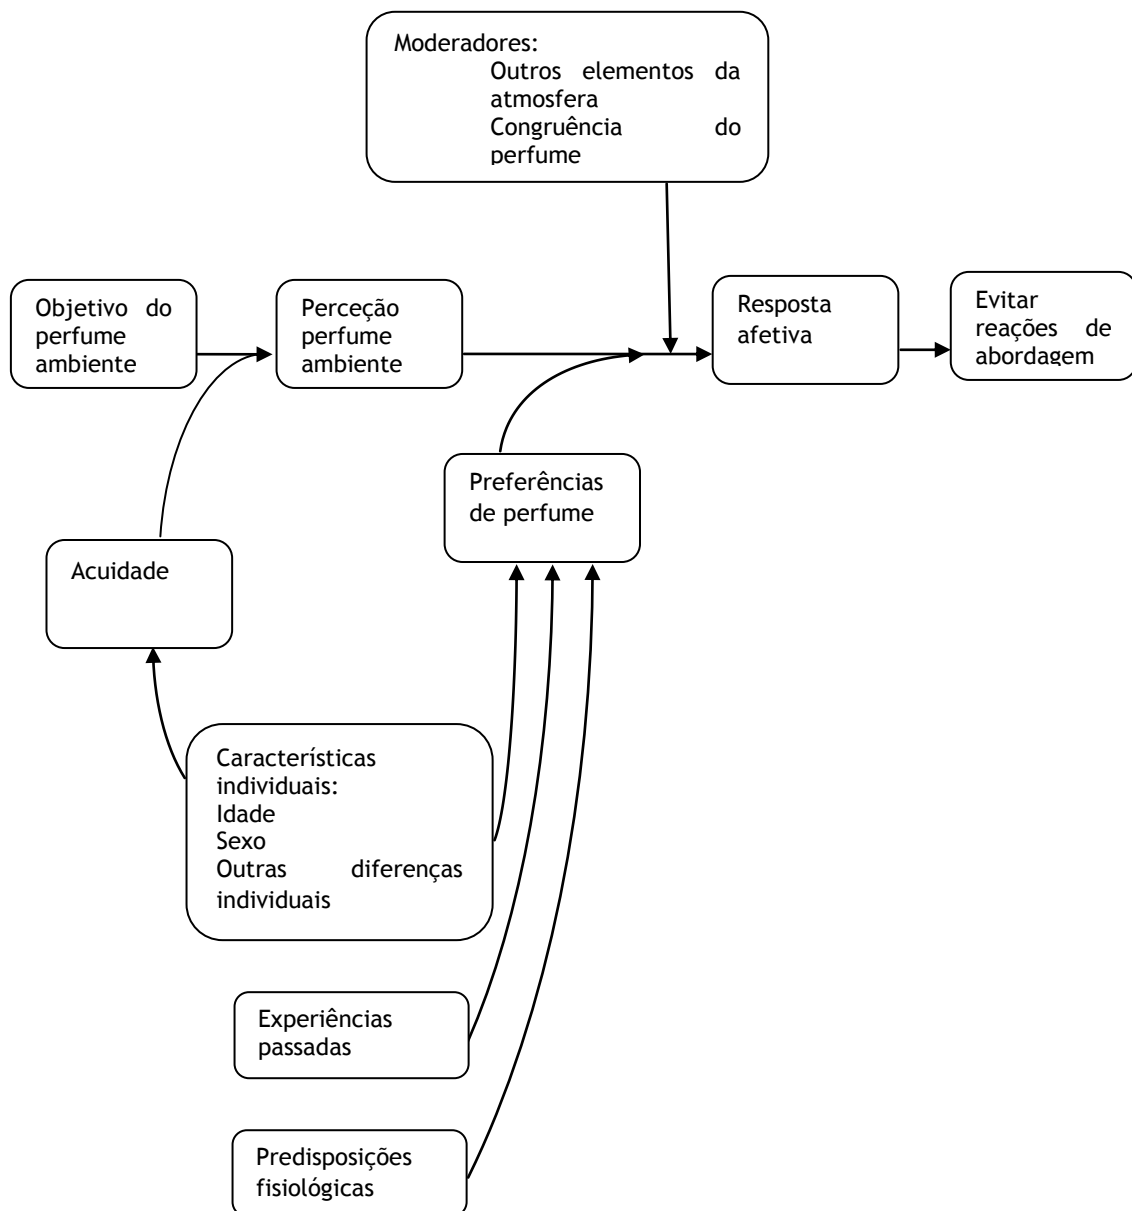 Moderadores:
Outros elementos da
atmosfera
Congruência do
perfume
Objetivo do
perfume
ambiente
Perceção
perfume
ambiente
Resposta
afetiva
Evitar
reações de
abordagem
Preferências
de perfume
Acuidade
Características
individuais:
Idade
Sexo
Outras diferenças
individuais
Experiências
passadas
Predisposições
fisiológicas